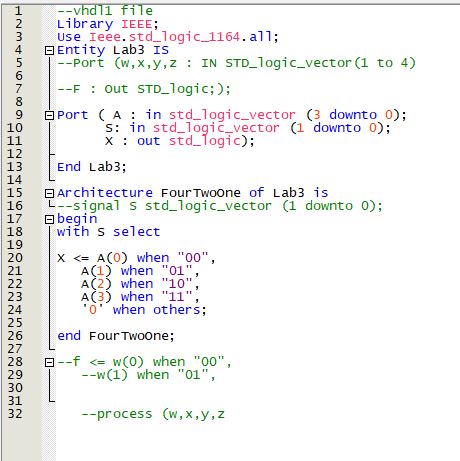 1 --vhdl1 file
2 Library IEEE;
3 Use Ieee.std_logic_1164.all;
4 Entity Lab3 IS
5 --Port (w,x,y,z : IN STD_logic_vector(1 to 4)
6
7 --F : Out STD_logic;);
8
9 Port ( A : in std_logic_vector (3 downto 0);
10 S: in std_logic_vector (1 downto 0);
11 X : out std_logic);
12
13 End Lab3;
14
15 Architecture FourTwoOne of Lab3 is
16 --signal S std_logic_vector (1 downto 0);
17 begin
18 with S select
19
20 X <= A(0) when "00",
21 A(1) when "01",
22 A(2) when "10",
23 A(3) when "11",
24 '0' when others;
25
26 end FourTwoOne;
27
28 --f <= w(0) when "00",
29 --w(1) when "01",
30
31
32 --process (w,x,y,z